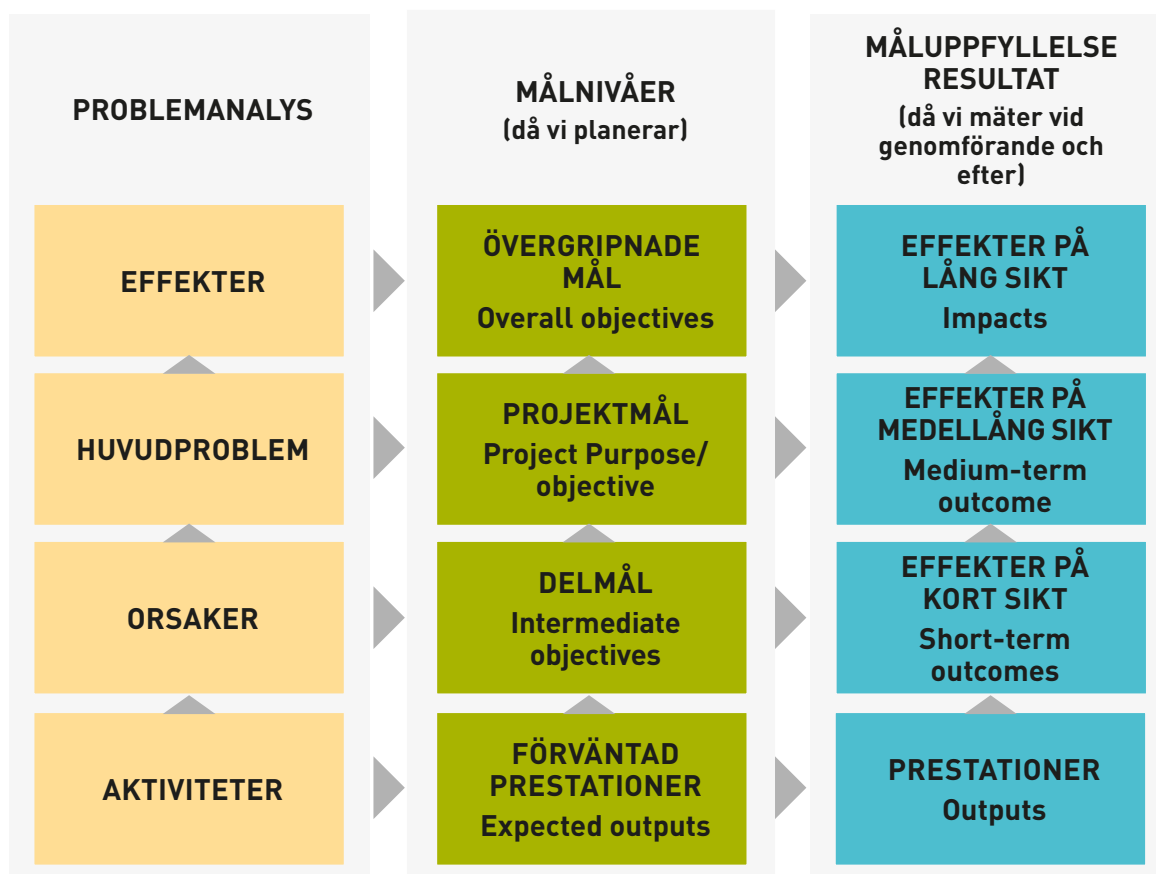 PROBLEMANALYS
EFFEKTER
HUVUDPROBLEM
ORSAKER
AKTIVITETER
MÅLNIVÅER
(då vi planerar)
ÖVERGRIPNADE
MÅL
Overall objectives
PROJEKTMÅL
Project Purpose/
objective
DELMÅL
Intermediate
objectives
FÖRVÄNTAD
PRESTATIONER
Expected outputs
MÅLUPPFYLLELSE
RESULTAT
(då vi mäter vid
genomförande och
efter)
EFFEKTER PÅ
LÅNG SIKT
Impacts
EFFEKTER PÅ
MEDELLÅNG SIKT
Medium-term
outcome
EFFEKTER PÅ
KORT SIKT
Short-term
outcomes
PRESTATIONER
Outputs